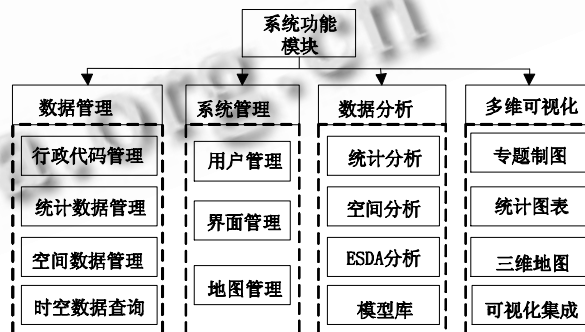 系统功能
模块
数据管理
系统管理
数据分析
多维可视化
行政代码管理
统计数据管理
空间数据管理
时空数据查询
用户管理
界面管理
地图管理
统计分析
空间分析
ESDA分析
模型库
专题制图
统计图表
三维地图
可视化集成